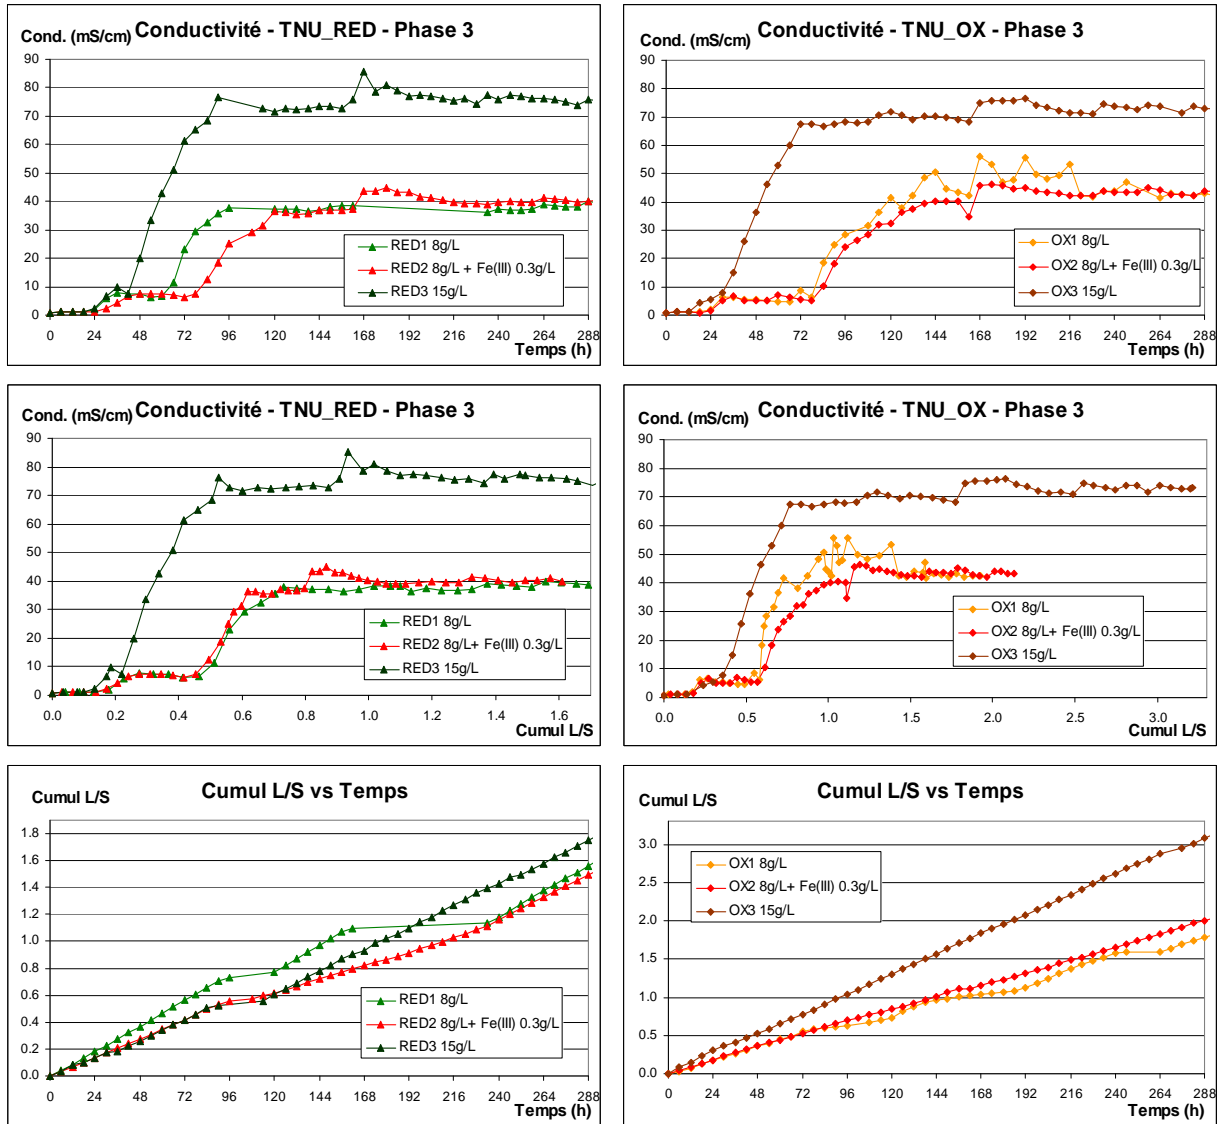 Conductivité - TNU_RED - Phase 3
Cond. (mS/cm)
90
80
70
60
50
40
30
20
10
0
RED1 8g/L
RED2 8g/L + Fe(III) 0.3g/L
RED3 15g/L
0 24 48 72 96 120 144 168 192 216 240 264 288
Temps (h)
Conductivité - TNU_OX - Phase 3
Cond. (mS/cm)
90
80
70
60
50
40
30
20
10
0
OX1 8g/L
OX2 8g/L+ Fe(III) 0.3g/L
OX3 15g/L
0 24 48 72 96 120 144 168 192 216 240 264 288
Temps (h)
Cond. (mS/cm) Conductivité - TNU_RED - Phase 3
90
80
70
60
50
40
30
20
10
0
RED1 8g/L
RED2 8g/L+ Fe(III) 0.3g/L
RED3 15g/L
0.0 0.2 0.4 0.6 0.8 1.0 1.2 1.4 1.6
Cumul L/S
Conductivité - TNU_OX - Phase 3
Cond. (mS/cm)
90
80
70
60
50
40
30
20
10
0
OX1 8g/L
OX2 8g/L+ Fe(III) 0.3g/L
OX3 15g/L
0.0 0.5 1.0 1.5 2.0 2.5 3.0
Cumul L/S
Cumul L/S vs Temps
Cumul L/S
1.8
1.6
1.4
1.2
1.0
0.8
0.6
0.4
0.2
0.0
RED1 8g/L
RED2 8g/L+ Fe(III) 0.3g/L
RED3 15g/L
0 24 48 72 96 120 144 168 192 216 240 264 288
Temps (h)
Cumul L/S vs Temps
Cumul L/S
3.0
2.5
2.0
1.5
1.0
0.5
0.0
OX1 8g/L
OX2 8g/L+ Fe(III) 0.3g/L
OX3 15g/L
0 24 48 72 96 120 144 168 192 216 240 264 288
Temps (h)